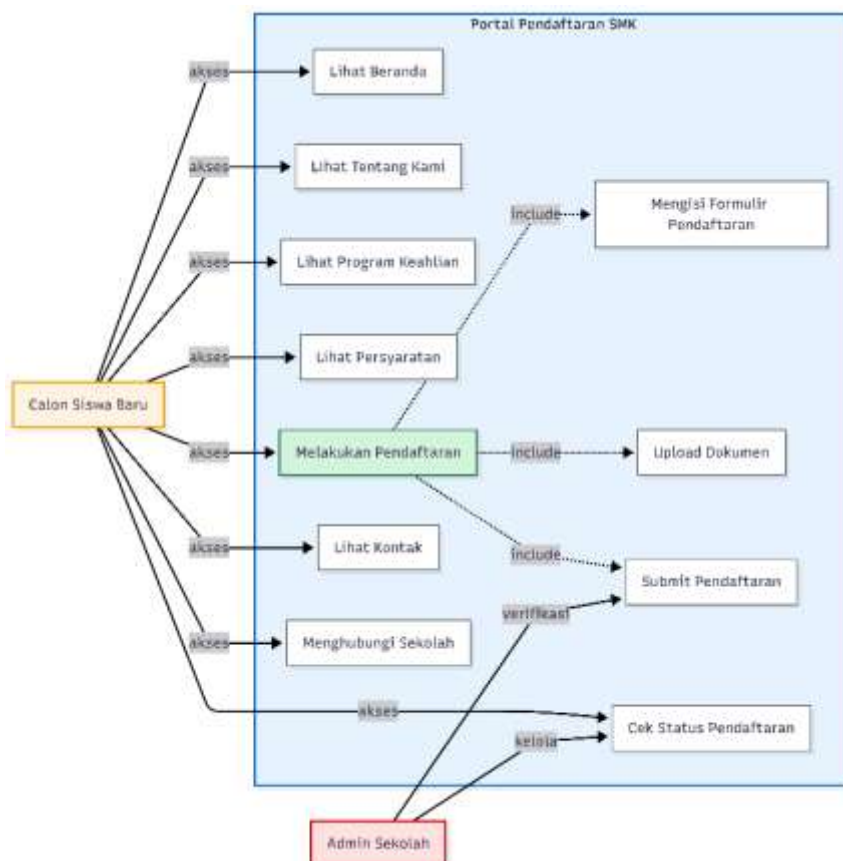 Portal Pendaftaran SMK
akses
Lihat Beranda
akses
Lihat Tentang Kami
include
Mengisi Formulir
Pendaftaran
akses
Lihat Program Keahlian
akses
Lihat Persyaratan
Calon Siswa Baru
akses
Melakukan Pendaftaran
include
Upload Dokumen
akses
Lihat Kontak
include
Submit Pendaftaran
verifikasi
akses
Menghubungi Sekolah
akses
Cek Status Pendaftaran
kelola
Admin Sekolah